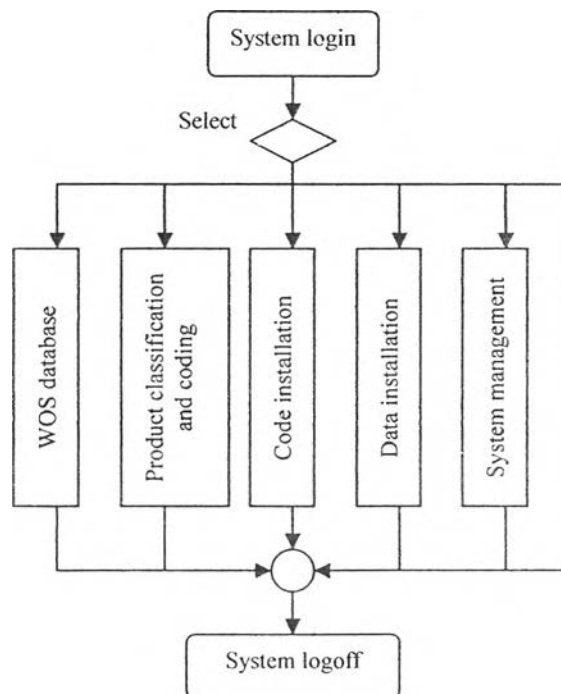 System login
Select
WOS database
Product classification
and coding
Code installation
Data installation
System management
System logoff